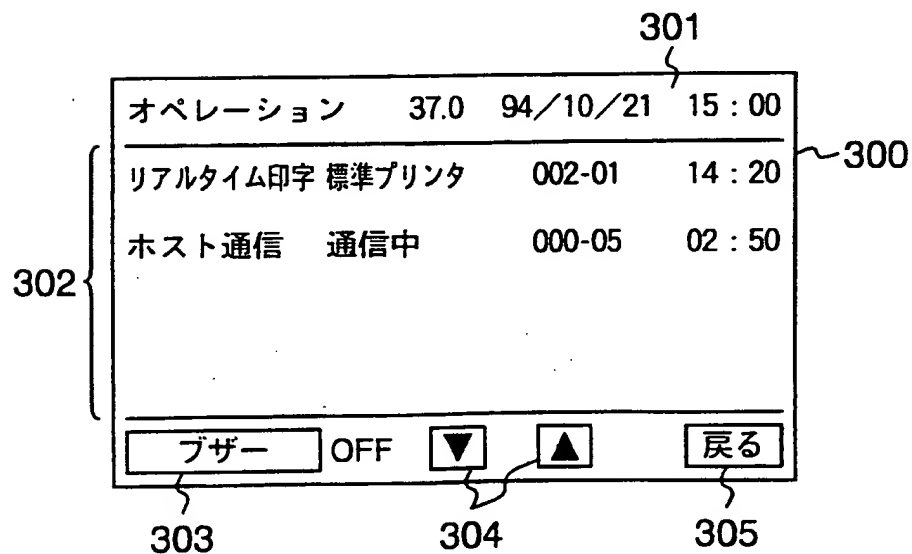 301
オペレーション 37.0 94/10/21 15:00
300
リアルタイム印字 標準プリンタ 002-01 14:20
ホスト通信 通信中 000-05 02:50
302
ブザー OFF ▼ ▲ 戻る
303 304 305